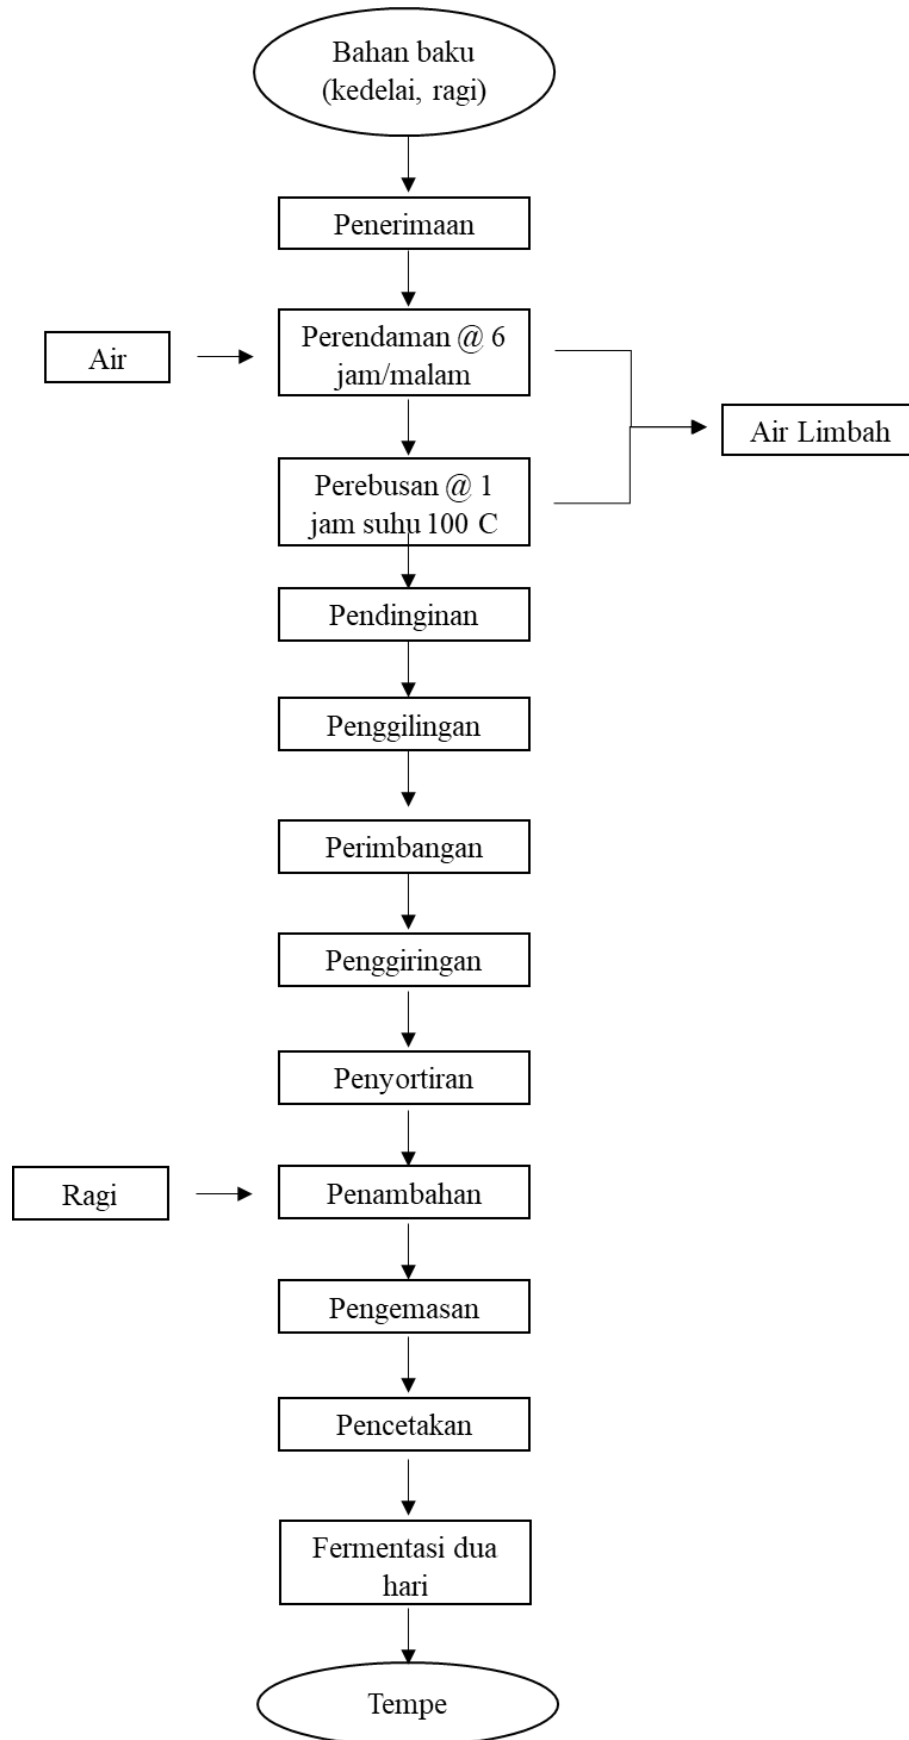 Bahan baku
(kedelai, ragi)
Penerimaan
Air
Perendaman @ 6
jam/malam
Air Limbah
Perebusan @ 1
jam suhu 100 C
Pendinginan
Penggilingan
Perimbangan
Penggiringan
Penyortiran
Ragi
Penambahan
Pengemasan
Pencetakan
Fermentasi dua
hari
Tempe